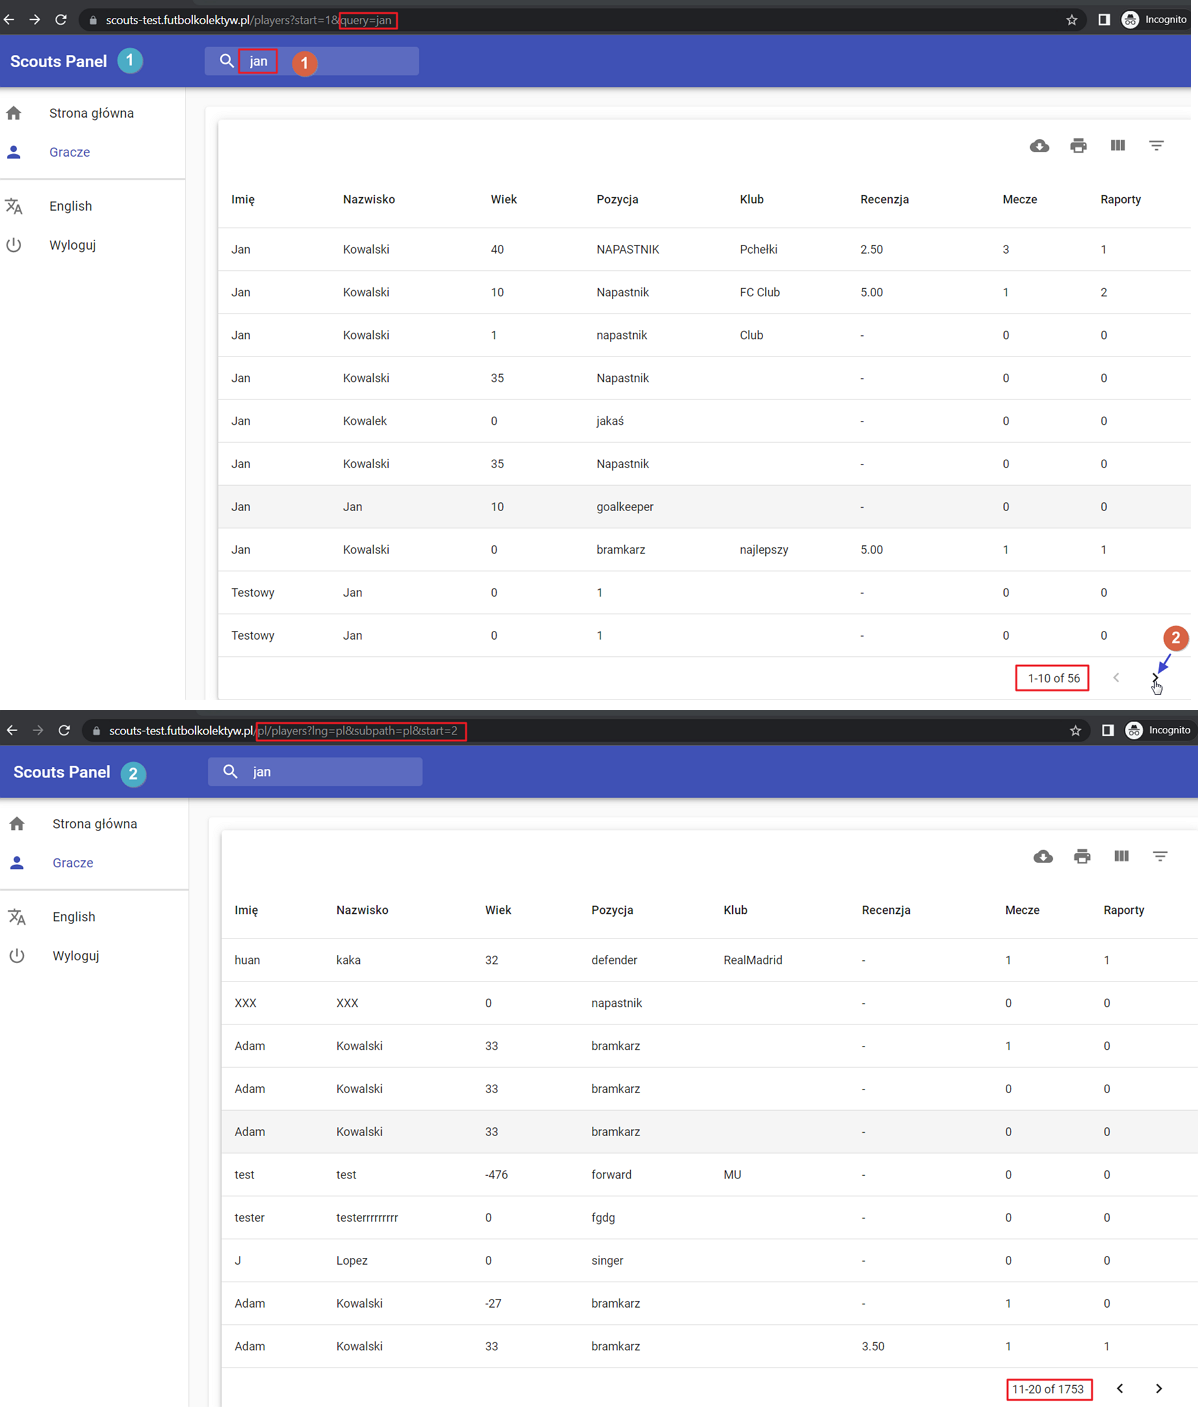 scouts-test.futbolkolektyw.pl/players?start=1&query=jan
Incognito
Scouts Panel 1
jan 1
Strona główna
Gracze
English
Wyloguj
Imię Nazwisko Wiek Pozycja Klub Recenzja Mecze Raporty
Jan Kowalski 40 NAPASTNIK Pchełki 2.50 3 1
Jan Kowalski 10 Napastnik FC Club 5.00 1 2
Jan Kowalski 1 napastnik Club - 0 0
Jan Kowalski 35 Napastnik - 0 0
Jan Kowalek 0 jakaś - 0 0
Jan Kowalski 35 Napastnik - 0 0
Jan Jan 10 goalkeeper - 0 0
Jan Kowalski 0 bramkarz najlepszy 5.00 1 1
Testowy Jan 0 1 - 0 0
Testowy Jan 0 1 - 0 0
2
1-10 of 56
scouts-test.futbolkolektyw.pl/pl/players?lng=pl&subpath=pl&start=2
Incognito
Scouts Panel 2
jan
Strona główna
Gracze
English
Wyloguj
Imię Nazwisko Wiek Pozycja Klub Recenzja Mecze Raporty
huan kaka 32 defender RealMadrid - 1 1
XXX XXX 0 napastnik - 0 0
Adam Kowalski 33 bramkarz - 1 0
Adam Kowalski 33 bramkarz - 0 0
Adam Kowalski 33 bramkarz - 0 0
test test -476 forward MU - 0 0
tester testerrrrrrrrr 0 fgdg - 0 0
J Lopez 0 singer - 0 0
Adam Kowalski -27 bramkarz - 1 0
Adam Kowalski 33 bramkarz 3.50 1 1
11-20 of 1753